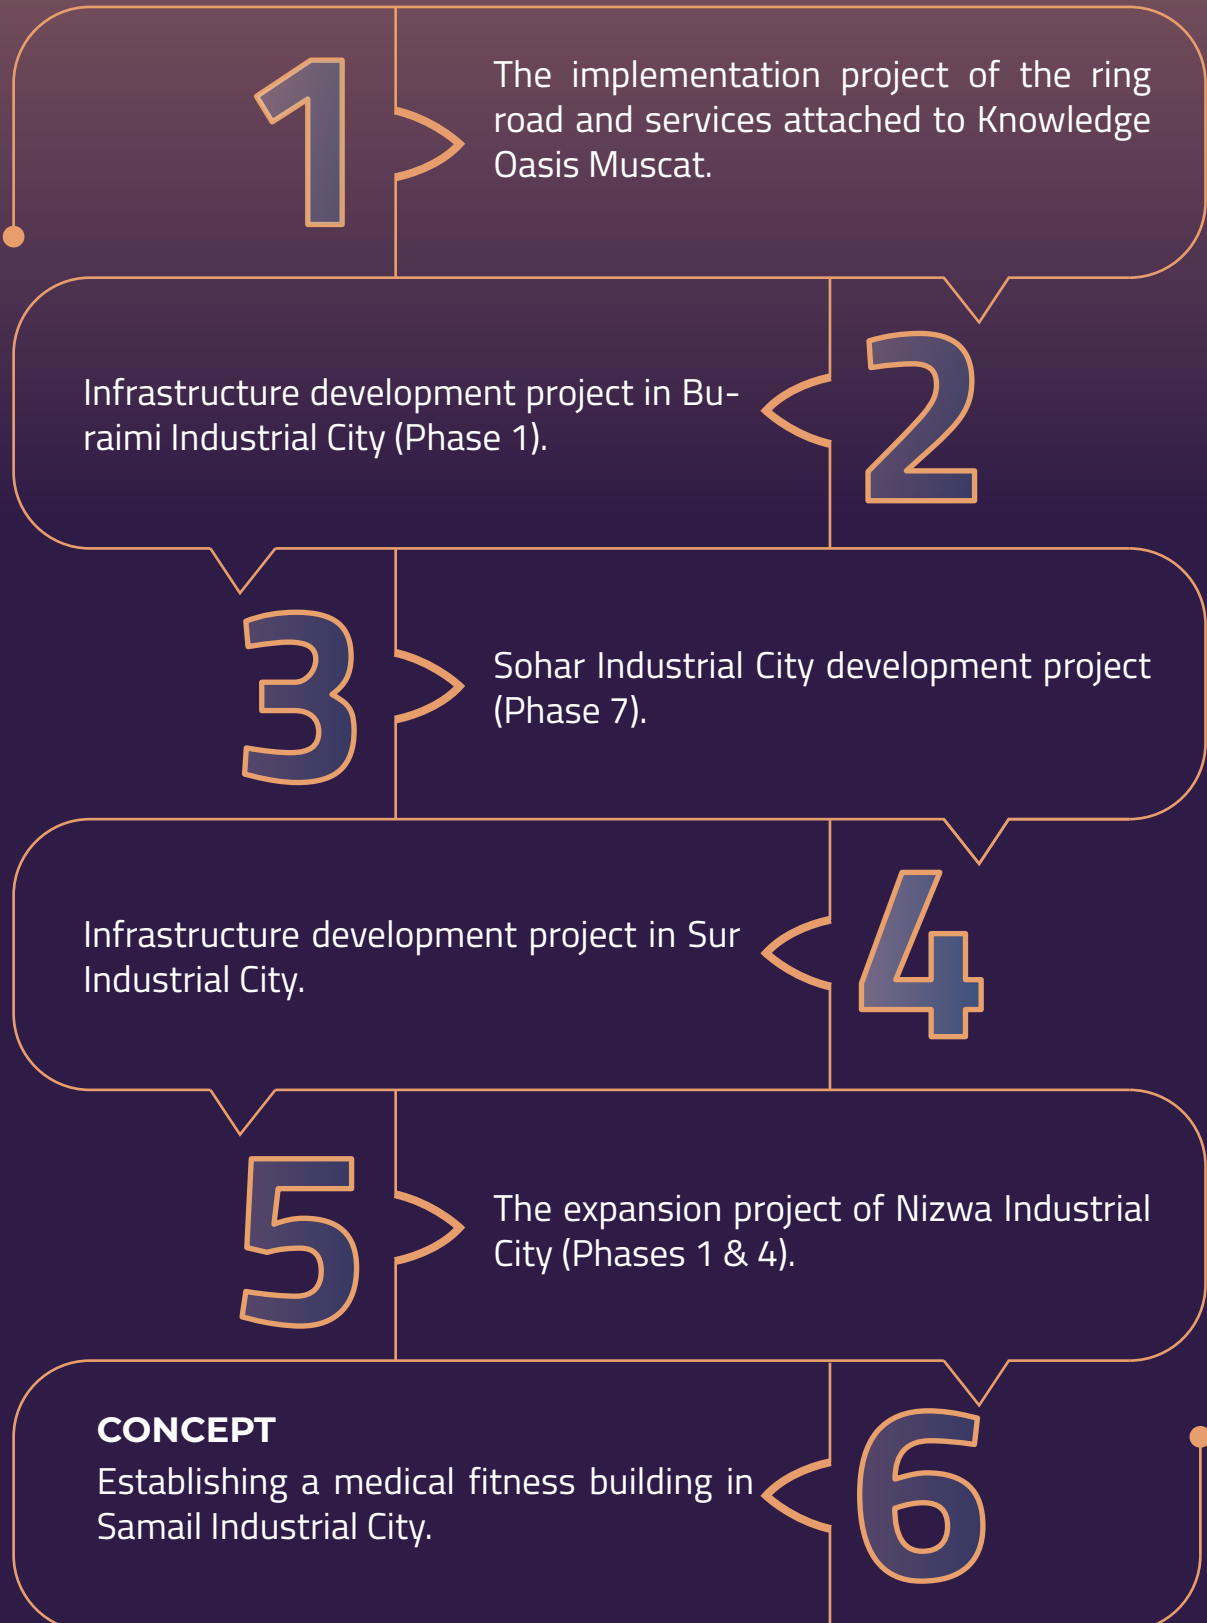 1
The implementation project of the ring
road and services attached to Knowledge
Oasis Muscat.
2
Infrastructure development project in Bu-
raimi Industrial City (Phase 1).
3
Sohar Industrial City development project
(Phase 7).
4
Infrastructure development project in Sur
Industrial City.
5
The expansion project of Nizwa Industrial
City (Phases 1 & 4).
6
CONCEPT
Establishing a medical fitness building in
Samail Industrial City.